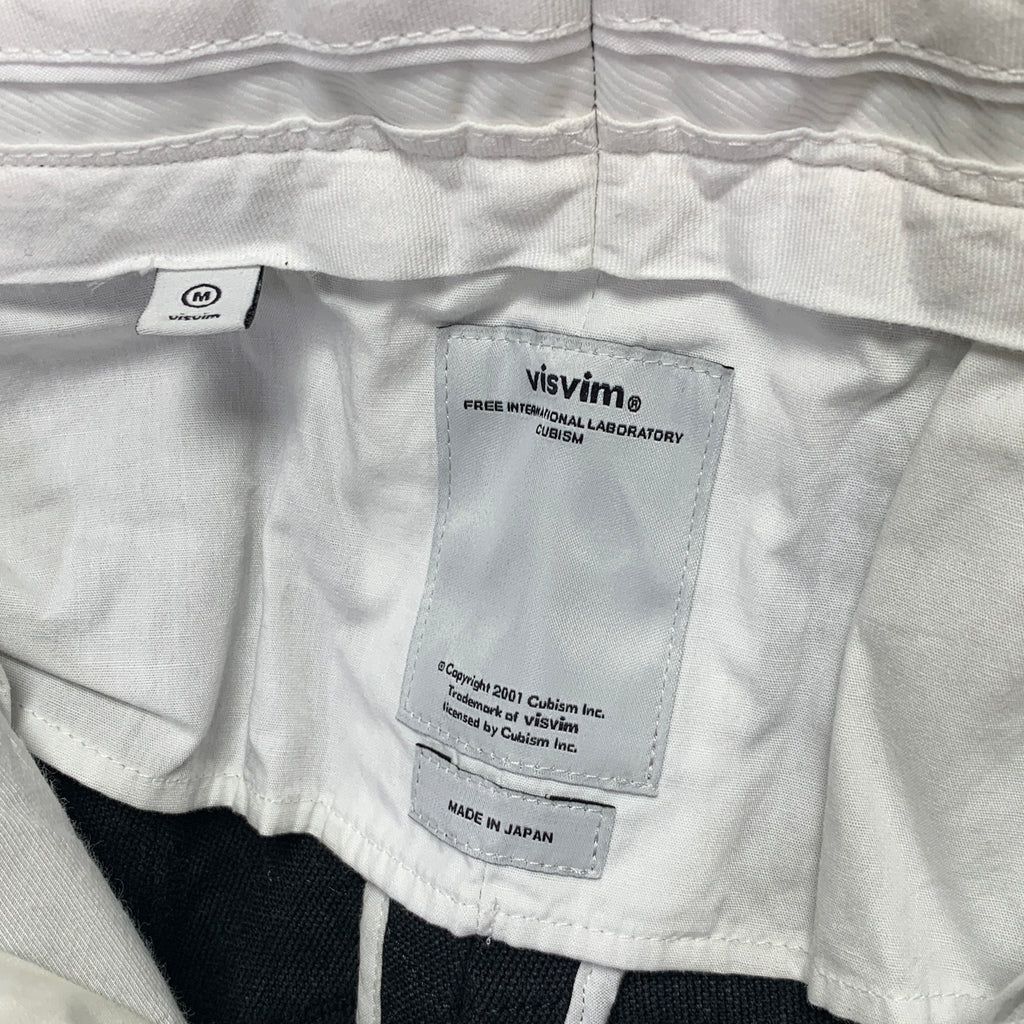 M
visvim
visvim®
FREE INTERNATIONAL LABORATORY
CUBISM
©Copyright 2001 Cubism Inc.
Trademark of visvim
licensed by Cubism Inc.
MADE IN JAPAN